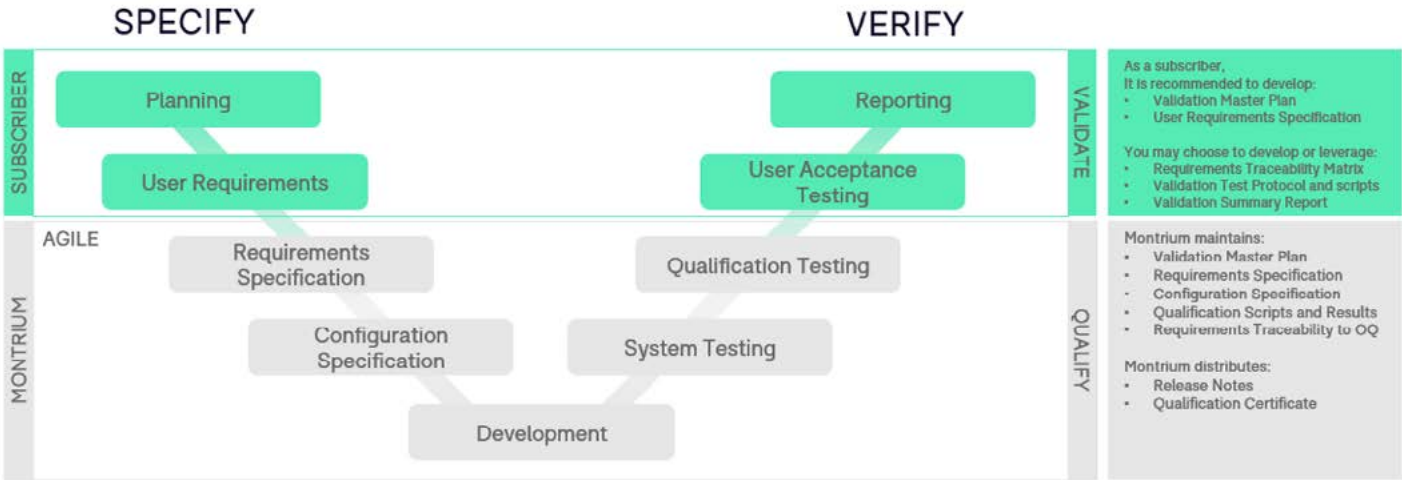 SPECIFY
VERIFY
SUBSCRIBER
Planning
Reporting
User Requirements
User Acceptance
Testing
VALIDATE
As a subscriber,
It is recommended to develop:
• Validation Master Plan
• User Requirements Specification
You may choose to develop or leverage:
• Requirements Traceability Matrix
• Validation Test Protocol and scripts
• Validation Summary Report
MONTRIUM
AGILE
Requirements
Specification
Qualification Testing
Configuration
Specification
System Testing
Development
QUALIFY
Montrium maintains:
• Validation Master Plan
• Requirements Specification
• Configuration Specification
• Qualification Scripts and Results
• Requirements Traceability to OQ
Montrium distributes:
• Release Notes
• Qualification Certificate